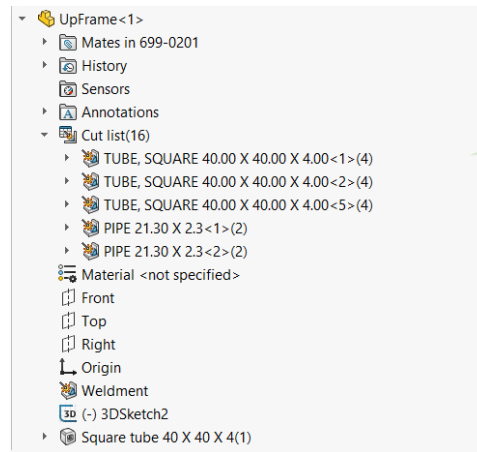 UpFrame<1>
Mates in 699-0201
History
Sensors
Annotations
Cut list(16)
TUBE, SQUARE 40.00 X 40.00 X 4.00<1>(4)
TUBE, SQUARE 40.00 X 40.00 X 4.00<2>(4)
TUBE, SQUARE 40.00 X 40.00 X 4.00<5>(4)
PIPE 21.30 X 2.3<1>(2)
PIPE 21.30 X 2.3<2>(2)
Material <not specified>
Front
Top
Right
Origin
Weldment
3D (-) 3DSketch2
Square tube 40 X 40 X 4(1)